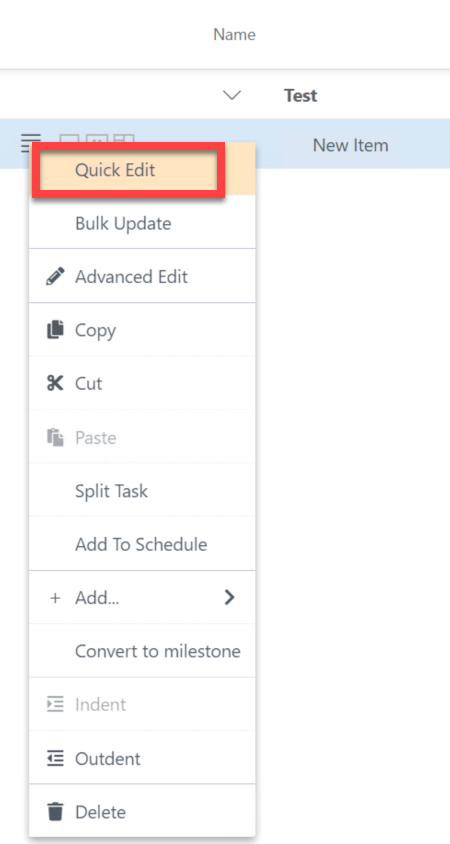 Name
Test
New Item
Quick Edit
Bulk Update
Advanced Edit
Copy
Cut
Paste
Split Task
Add To Schedule
+ Add...
Convert to milestone
Indent
Outdent
Delete